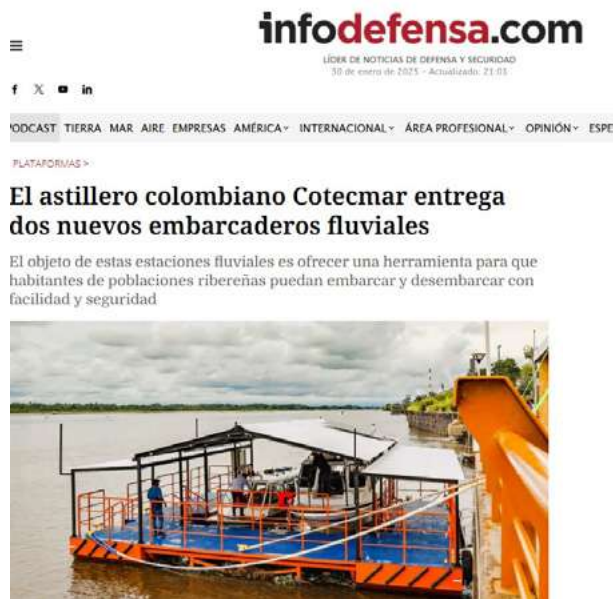 infodefensa.com
LÍDER DE NOTICIAS DE DEFENSA Y SEGURIDAD
30 de enero de 2025 - Actualizado: 21:01
PODCAST TIERRA MAR AIRE EMPRESAS AMÉRICA INTERNACIONAL ÁREA PROFESIONAL OPINIÓN ESPE
PLATAFORMAS >
El astillero colombiano Cotecmar entrega
dos nuevos embarcaderos fluviales
El objeto de estas estaciones fluviales es ofrecer una herramienta para que
habitantes de poblaciones ribereñas puedan embarcar y desembarcar con
facilidad y seguridad